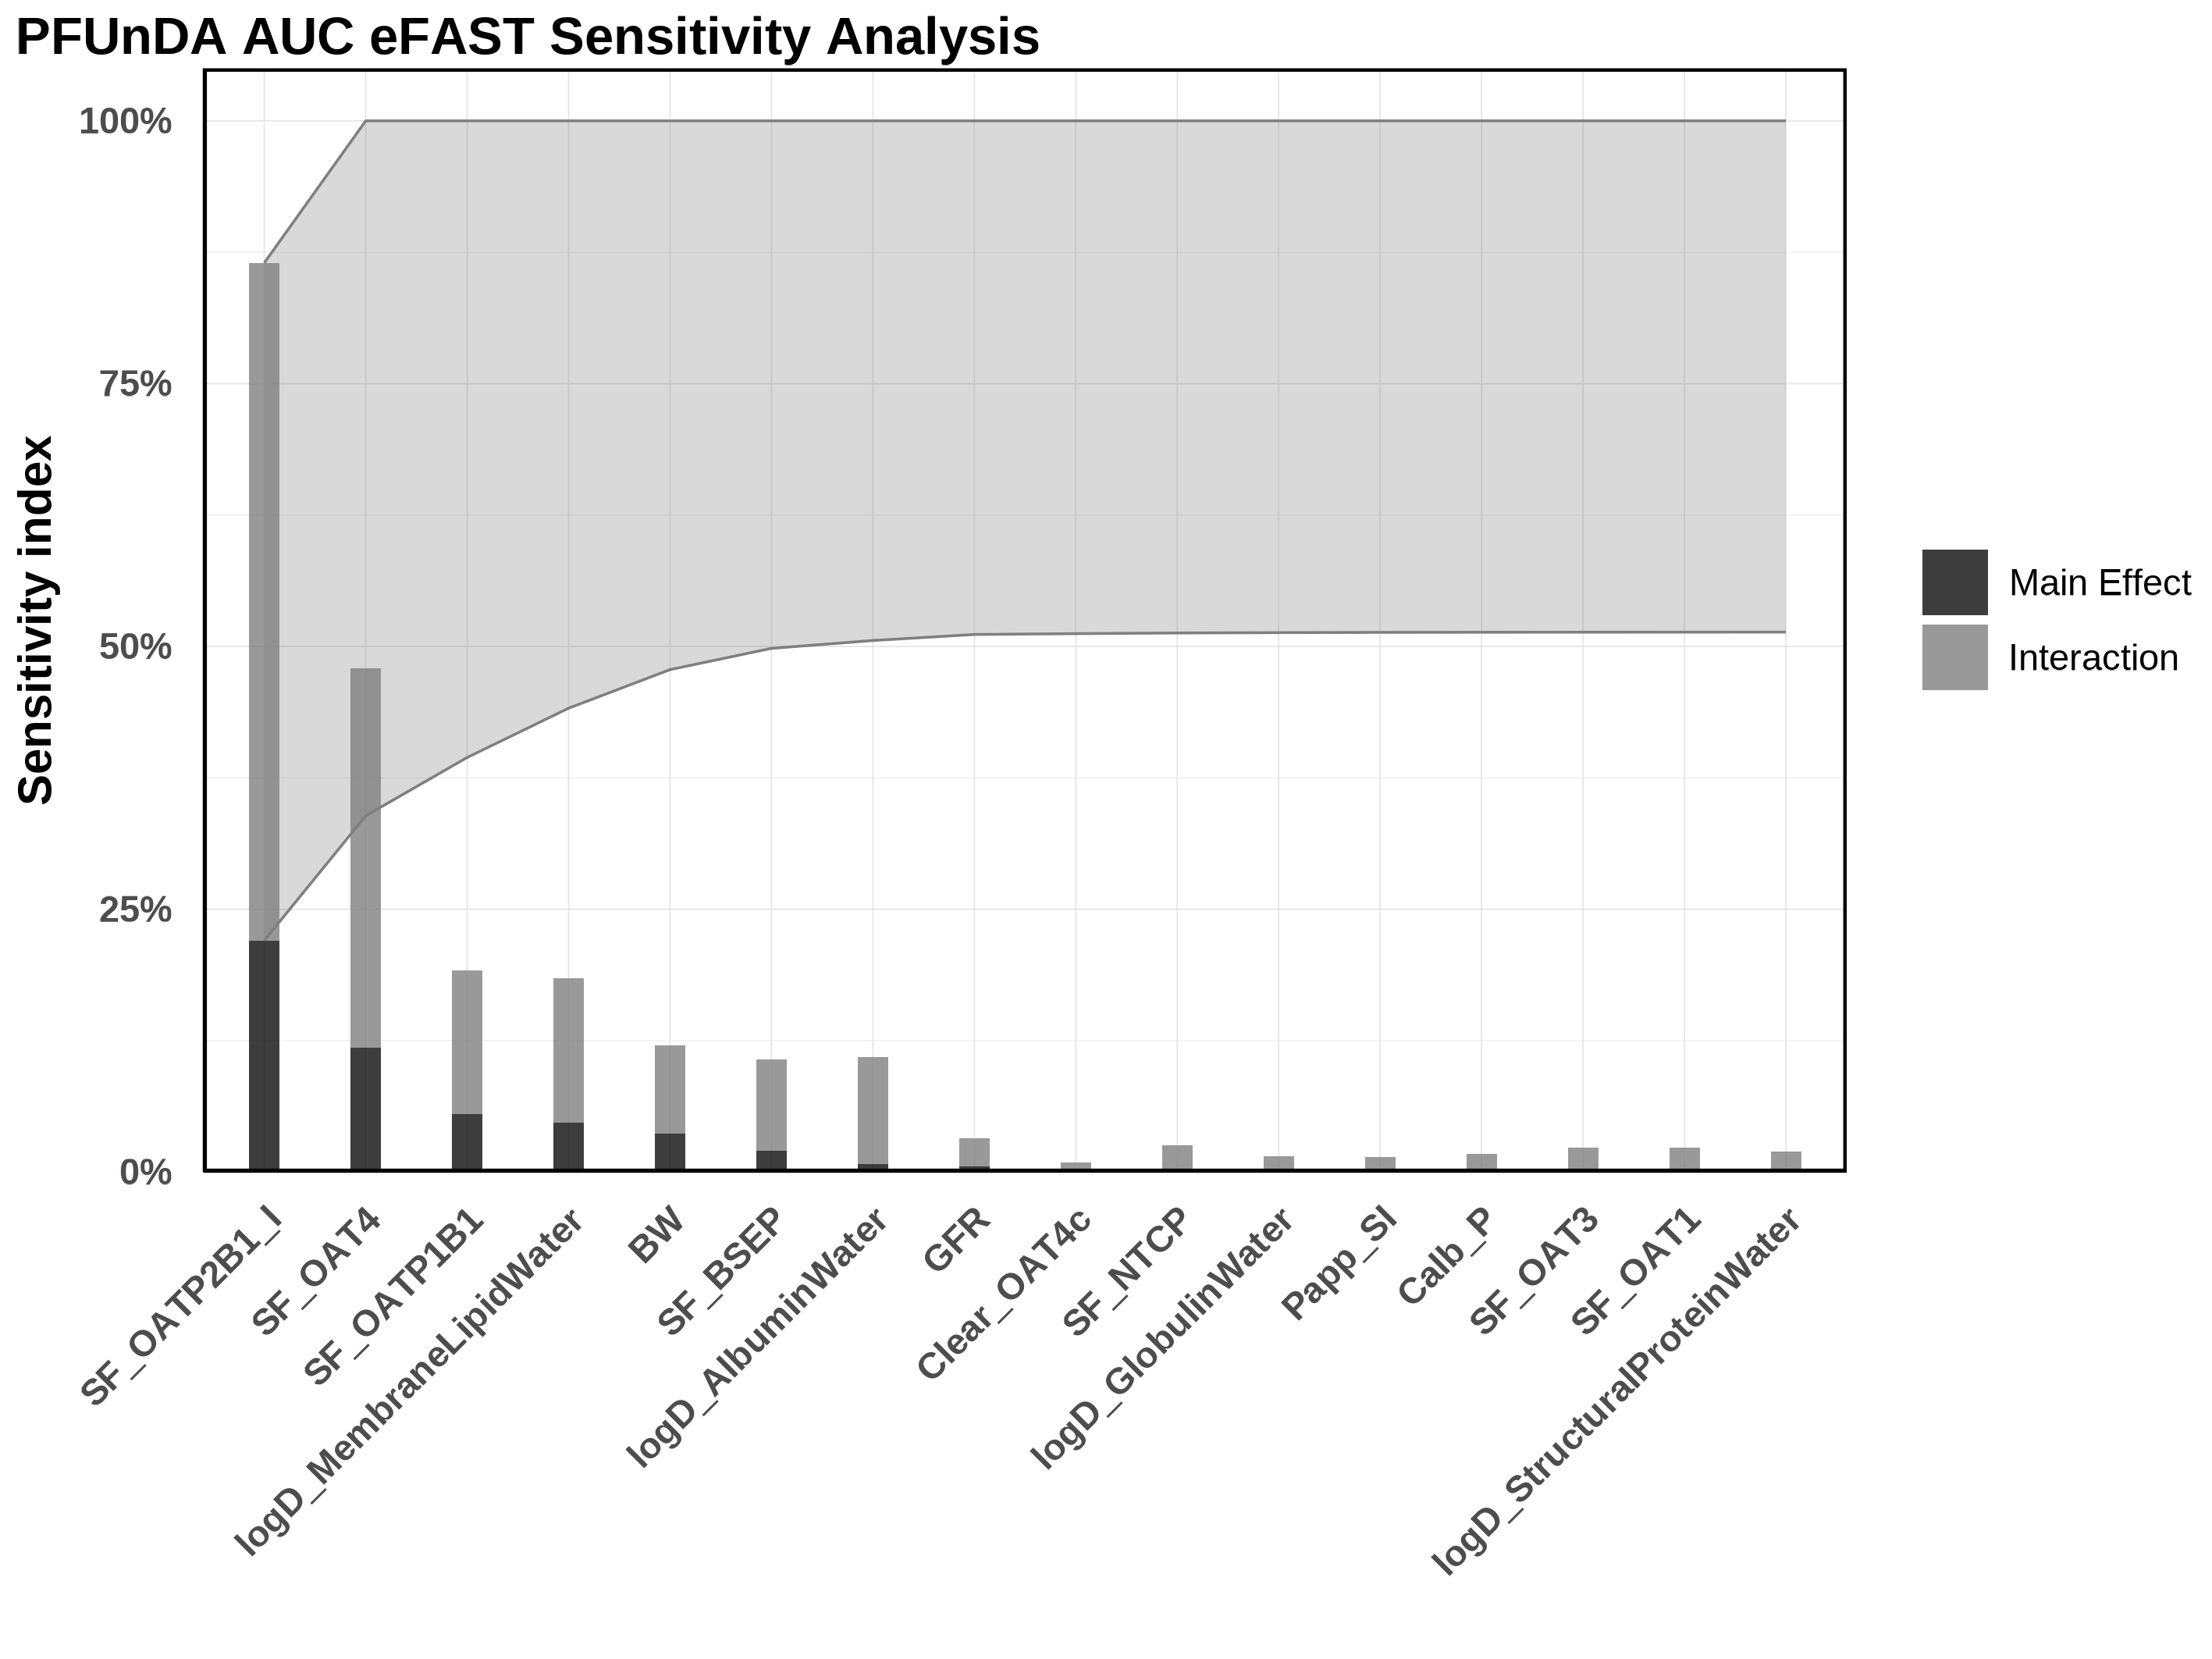 PFUnDA AUC eFAST Sensitivity Analysis
Sensitivity index
100%
75%
50%
25%
0%
SF_OATP2B1_I
SF_OAT4
SF_OATP1B1
logD_MembraneLipidWater
BW
SF_BSEP
logD_AlbuminWater
GFR
Clear_OAT4c
SF_NTCP
logD_GlobulinWater
Papp_SI
Calb_P
SF_OAT3
SF_OAT1
logD_StructuralProteinWater
Main Effect
Interaction